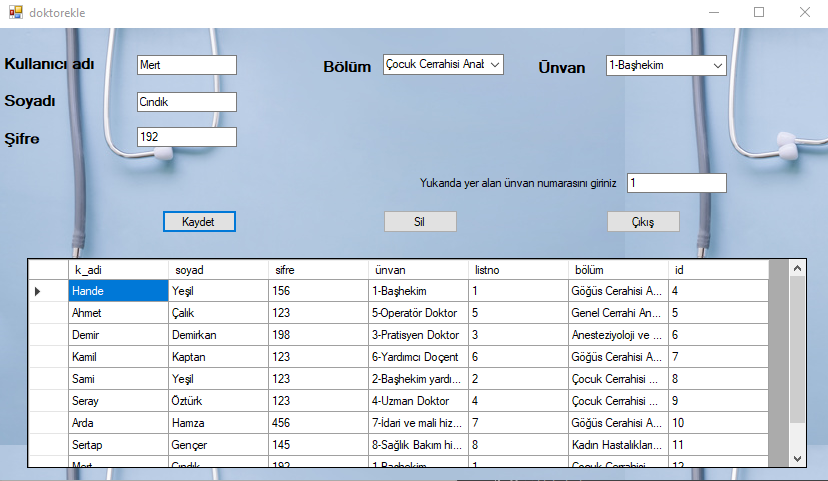 doktorekle
Kullanıcı adı Mert Bölüm Çocuk Cerrahisi Anab Ünvan 1-Başhekim
Soyadı Cındık
Şifre 192
Yukarıda yer alan ünvan numarasını giriniz 1
Kaydet Sil Çıkış
k_adi soyad sifre ünvan listno bölüm id
Hande Yeşil 156 1-Başhekim 1 Göğüs Cerahisi A... 4
Ahmet Çalık 123 5-Operatör Doktor 5 Genel Cerrahi An... 5
Demir Demirkan 198 3-Pratisyen Doktor 3 Anesteziyoloji ve ... 6
Kamil Kaptan 123 6-Yardımcı Doçent 6 Göğüs Cerahisi A... 7
Sami Yeşil 123 2-Başhekim yardı... 2 Çocuk Cerrahisi ... 8
Seray Öztürk 123 4-Uzman Doktor 4 Çocuk Cerrahisi ... 9
Arda Hamza 456 7-İdari ve mali hiz... 7 Göğüs Cerahisi A... 10
Sertap Gençer 145 8-Sağlık Bakım hi... 8 Kadın Hastalıkları... 11
Mert Cındık 192 1-Başhekim 1 Çocuk Cerrahisi ... 12